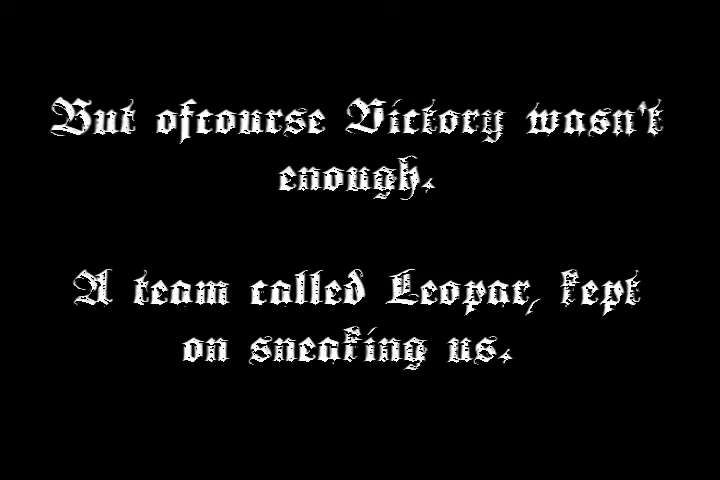 But ofcourse Victory wasn't
enough.
A team called Leopar, kept
on sneaking us.